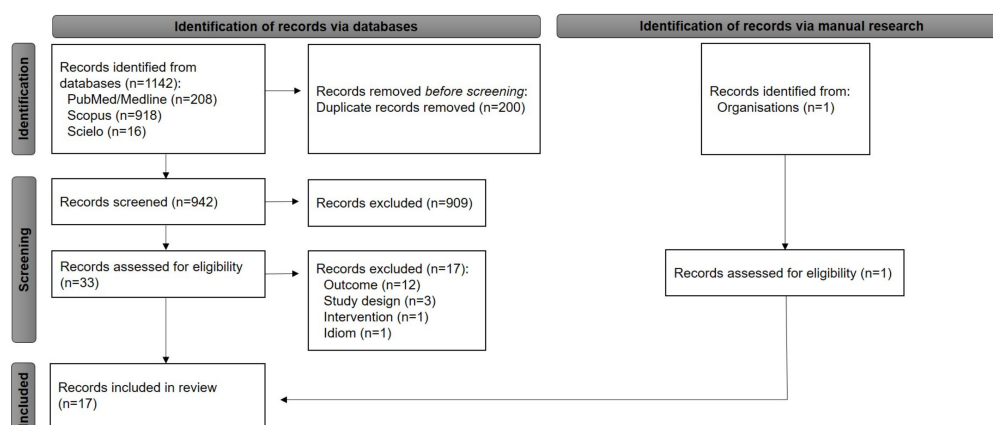 Identification of records via databases
Identification of records via manual research
Identification
Records identified from
databases (n=1142):
PubMed/Medline (n=208)
Scopus (n=918)
Scielo (n=16)
Records removed before screening:
Duplicate records removed (n=200)
Records identified from:
Organisations (n=1)
Screening
Records screened (n=942)
Records excluded (n=909)
Records assessed for eligibility
(n=33)
Records excluded (n=17):
Outcome (n=12)
Study design (n=3)
Intervention (n=1)
Idiom (n=1)
Records assessed for eligibility (n=1)
Included
Records included in review
(n=17)